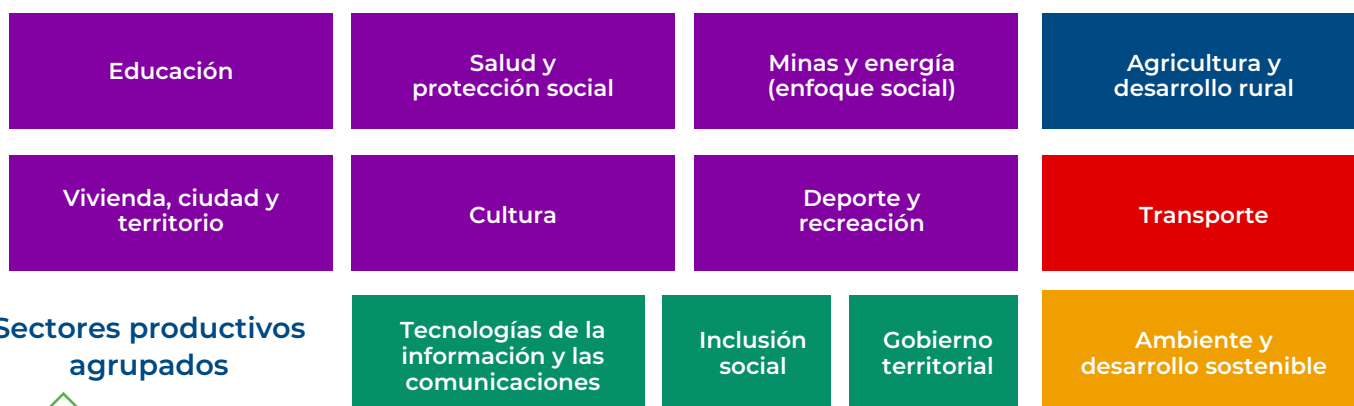 Educación
Salud y
protección social
Minas y energía
(enfoque social)
Agricultura y
desarrollo rural
Vivienda, ciudad y
territorio
Cultura
Deporte y
recreación
Transporte
Sectores productivos
agrupados
Tecnologías de la
información y las
comunicaciones
Inclusión
social
Gobierno
territorial
Ambiente y
desarrollo sostenible